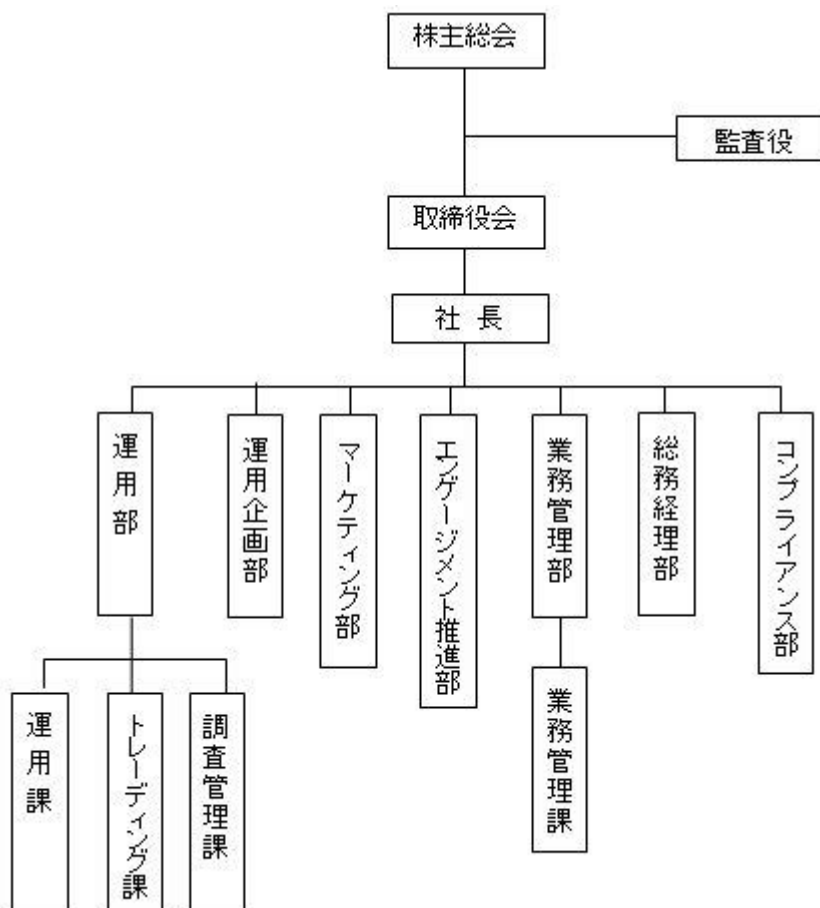 株主総会
監査役
取締役会
社 長
運用部
運用企画部
マーケティング部
エンゲージメント推進部
業務管理部
総務経理部
コンプライアンス部
運用課
トレーディング課
調査管理課
業務管理課